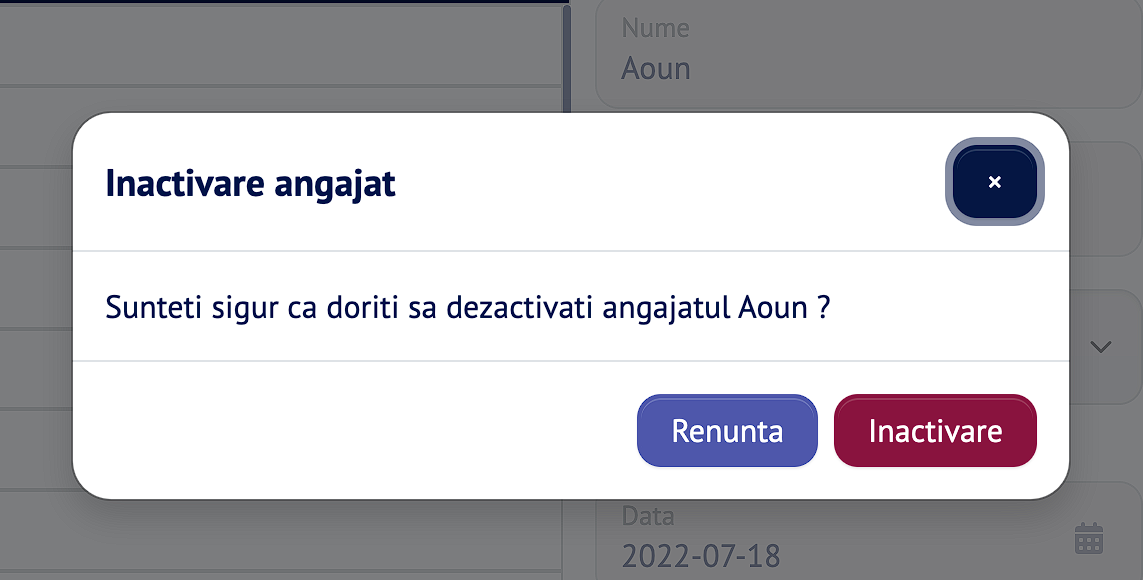 Nume
Aoun
Inactivare angajat
×
Sunteti sigur ca doriti sa dezactivati angajatul Aoun ?
Renunta
Inactivare
Data
2022-07-18